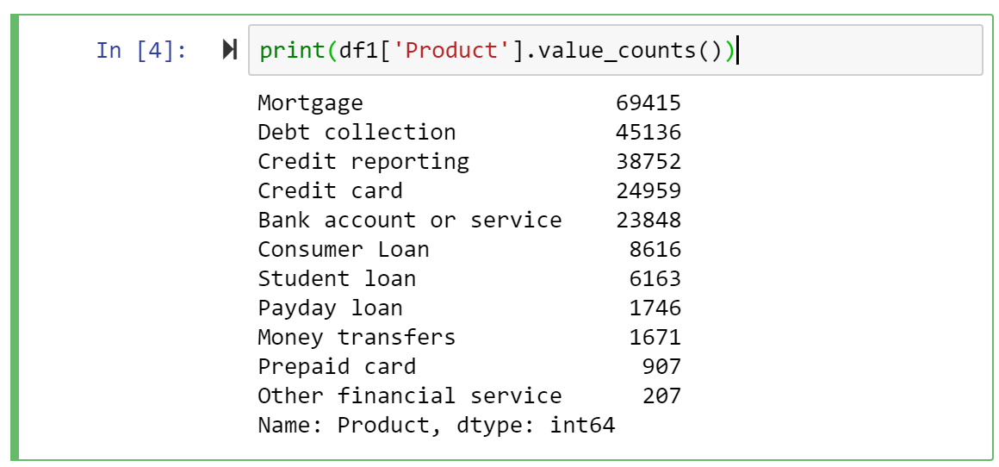 In [4]: print(df1['Product'].value_counts())
Mortgage 69415
Debt collection 45136
Credit reporting 38752
Credit card 24959
Bank account or service 23848
Consumer Loan 8616
Student loan 6163
Payday loan 1746
Money transfers 1671
Prepaid card 907
Other financial service 207
Name: Product, dtype: int64